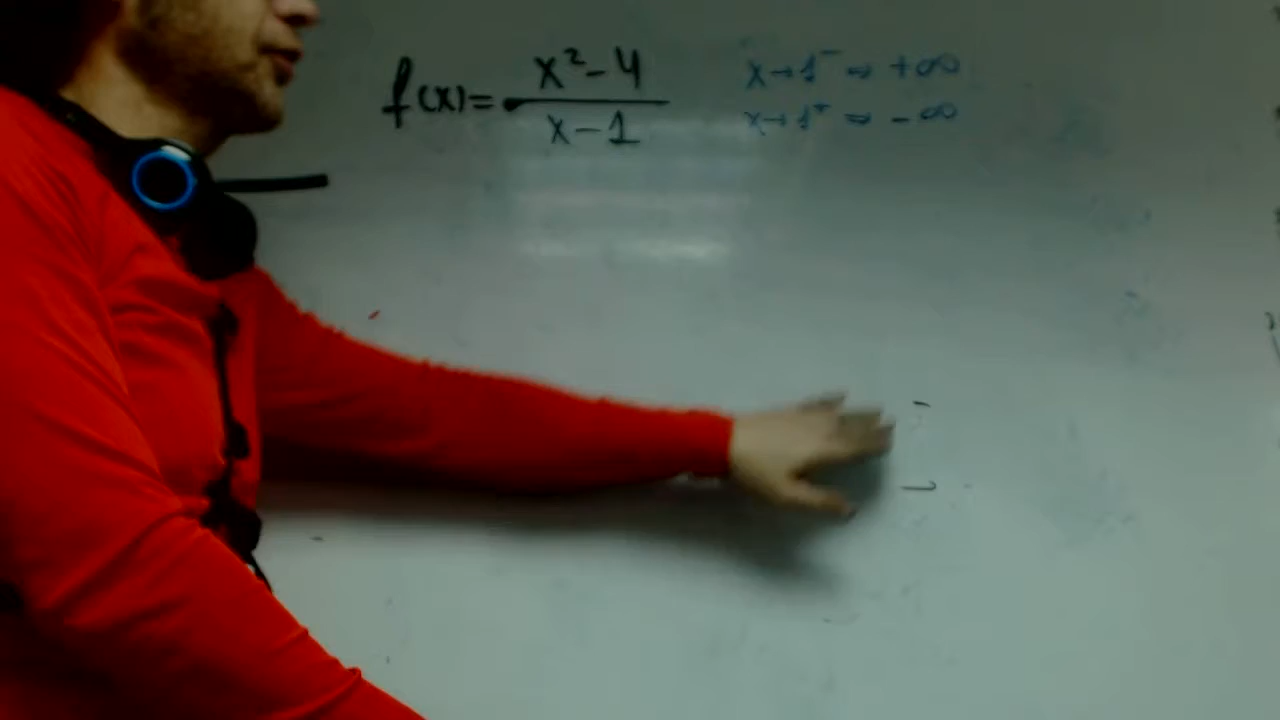 f(x)= x²-4 / x-1
x→1⁻ ⇒ +∞
x→1⁺ ⇒ -∞